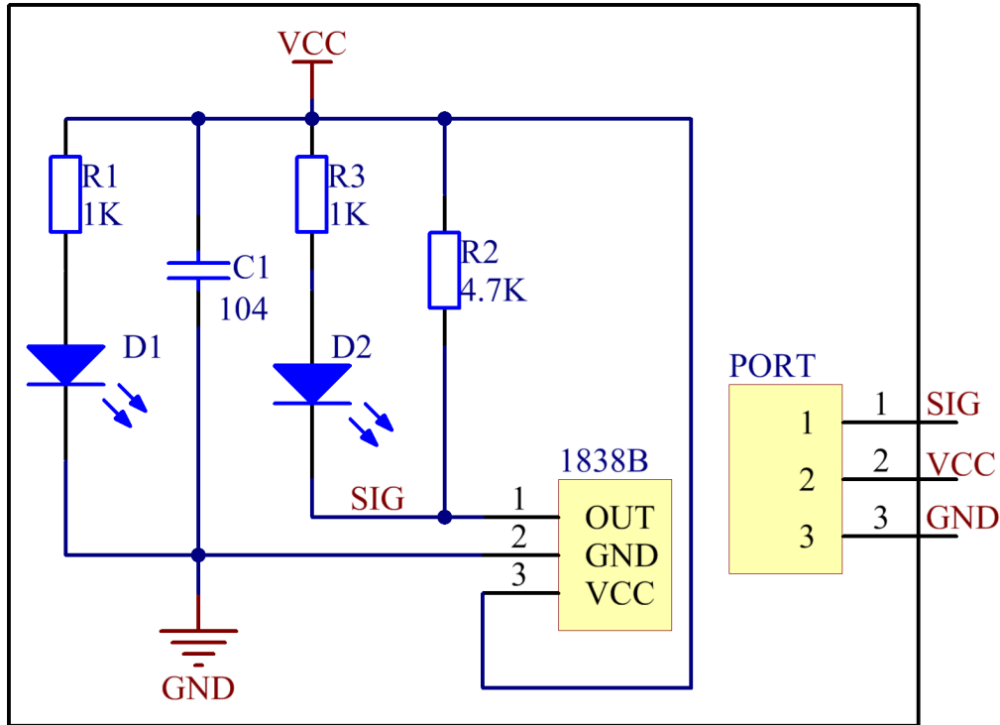 VCC
R1
1K
R3
1K
C1
104
R2
4.7K
D1
D2
PORT
1 1 SIG
2 2 VCC
3 3 GND
1838B
SIG
1 OUT
2 GND
3 VCC
GND